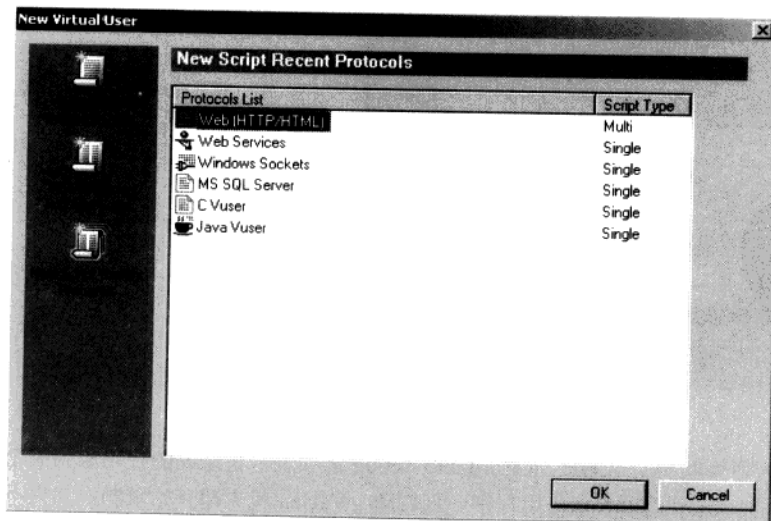 New Virtual User
New Script Recent Protocols
Protocols List Script Type
Web (HTTP/HTML) Multi
Web Services Single
Windows Sockets Single
MS SQL Server Single
C Vuser Single
Java Vuser Single
OK Cancel